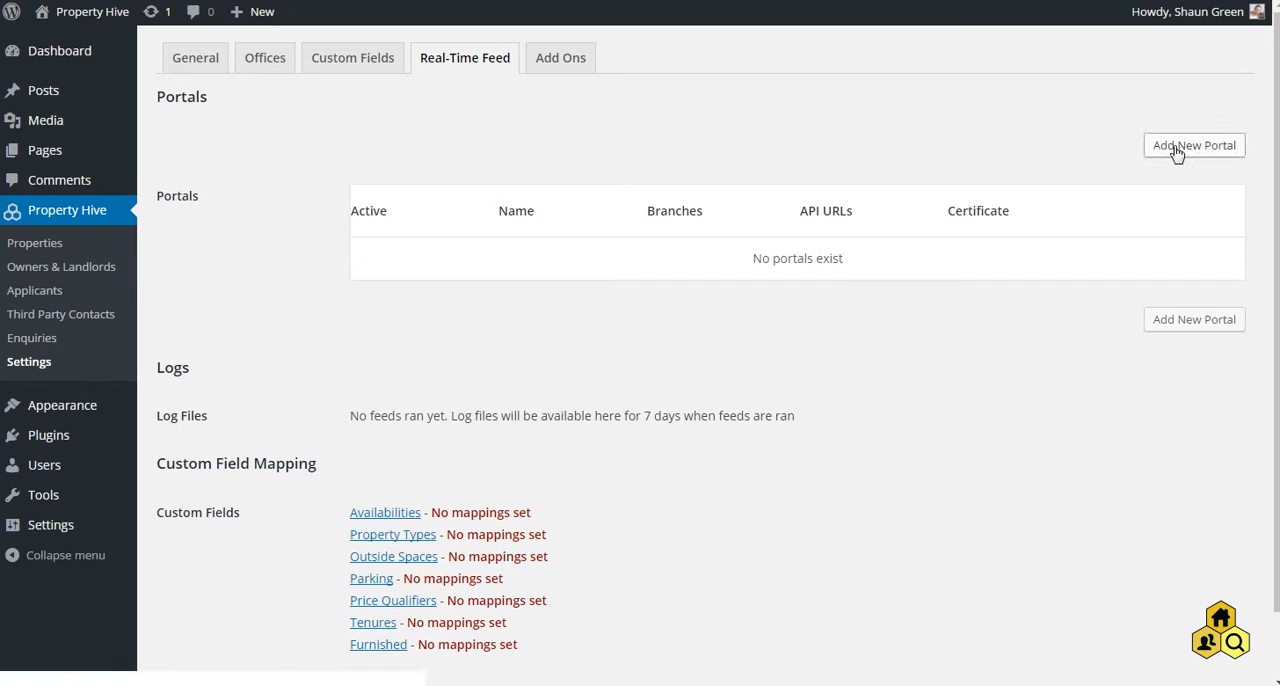 Property Hive 1 0 New Howdy, Shaun Green
Dashboard
Posts
Media
Pages
Comments
Property Hive
Properties
Owners & Landlords
Applicants
Third Party Contacts
Enquiries
Settings
Appearance
Plugins
Users
Tools
Settings
Collapse menu
General Offices Custom Fields Real-Time Feed Add Ons
Portals
Add New Portal
Portals
Active Name Branches API URLs Certificate
No portals exist
Add New Portal
Logs
Log Files No feeds ran yet. Log files will be available here for 7 days when feeds are ran
Custom Field Mapping
Custom Fields
Availabilities - No mappings set
Property Types - No mappings set
Outside Spaces - No mappings set
Parking - No mappings set
Price Qualifiers - No mappings set
Tenures - No mappings set
Furnished - No mappings set